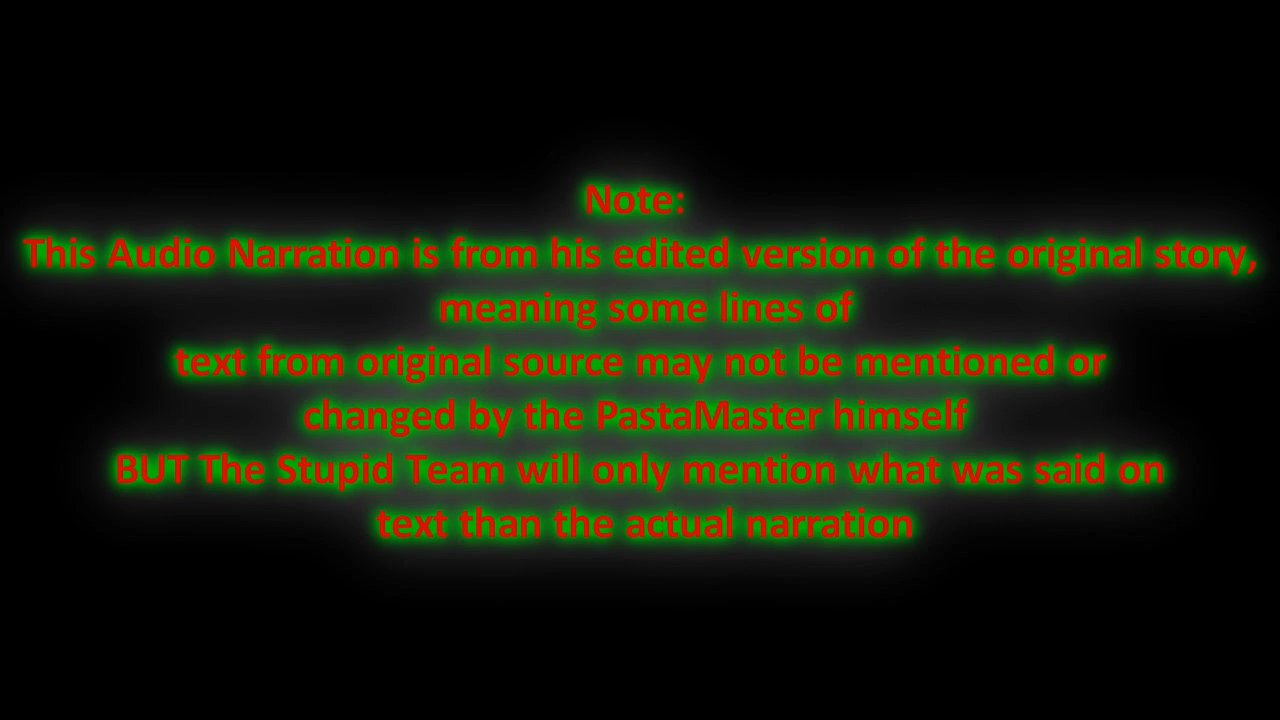 Note:
This Audio Narration is from his edited version of the original story,
meaning some lines of
text from original source may not be mentioned or
changed by the PastaMaster himself
BUT The Stupid Team will only mention what was said on
text than the actual narration